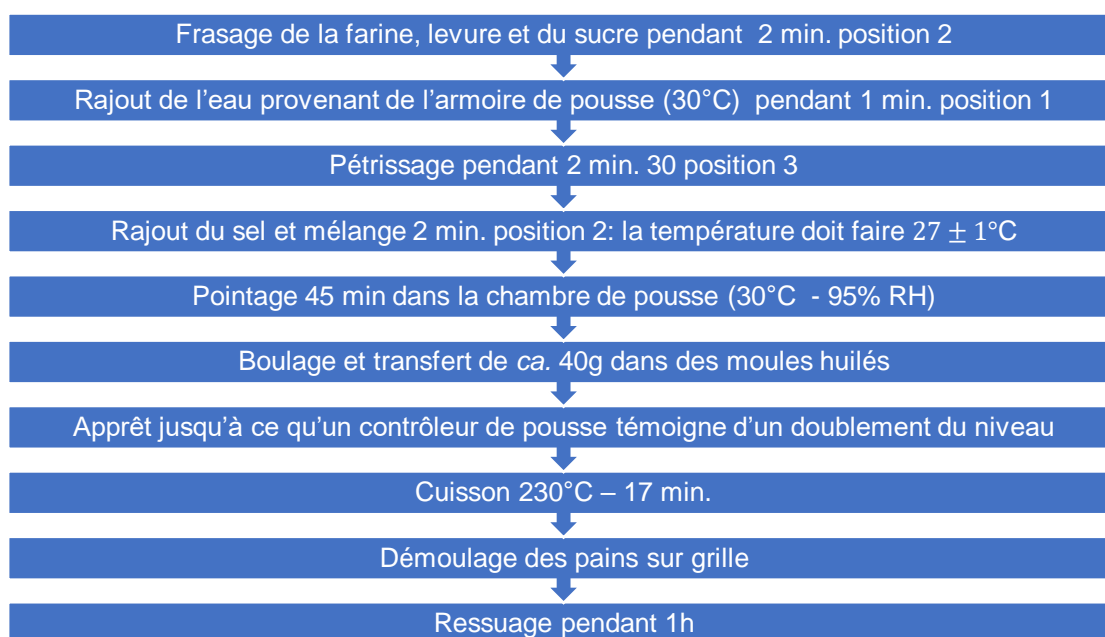 Frasage de la farine, levure et du sucre pendant  2 min. position 2
Rajout de l’eau provenant de l’armoire de pousse (30°C)  pendant 1 min. position 1
Pétrissage pendant 2 min. 30 position 3
Rajout du sel et mélange 2 min. position 2: la température doit faire 27 ± 1°C
Pointage 45 min dans la chambre de pousse (30°C  - 95% RH)
Boulage et transfert de ca. 40g dans des moules huilés
Apprêt jusqu’à ce qu’un contrôleur de pousse témoigne d’un doublement du niveau
Cuisson 230°C – 17 min.
Démoulage des pains sur grille
Ressuage pendant 1h